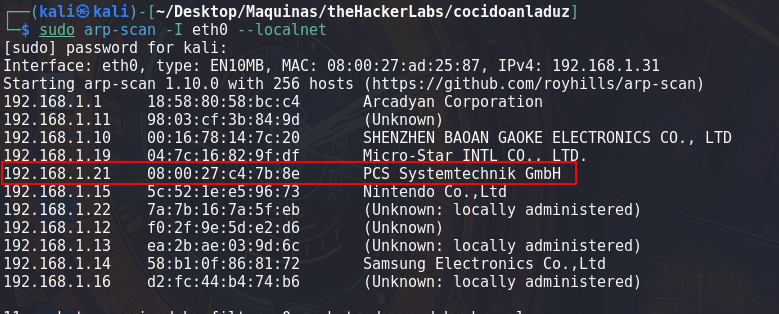 ──(kali㉿kali)-[~/Desktop/Maquinas/theHackerLabs/cocidoanladuz]
└─$ sudo arp-scan -I eth0 --localnet
[sudo] password for kali:
Interface: eth0, type: EN10MB, MAC: 08:00:27:ad:25:87, IPv4: 192.168.1.31
Starting arp-scan 1.10.0 with 256 hosts (https://github.com/royhills/arp-scan)
192.168.1.1 18:58:80:58:bc:c4 Arcadyan Corporation
192.168.1.11 98:03:cf:3b:84:9d (Unknown)
192.168.1.10 00:16:78:14:7c:20 SHENZHEN BAOAN GAOKE ELECTRONICS CO., LTD
192.168.1.19 04:7c:16:82:9f:df Micro-Star INTL CO., LTD.
192.168.1.21 08:00:27:c4:7b:8e PCS Systemtechnik GmbH
192.168.1.15 5c:52:1e:e5:96:73 Nintendo Co.,Ltd
192.168.1.22 7a:7b:16:7a:5f:eb (Unknown: locally administered)
192.168.1.12 f0:2f:9e:5d:e2:d6 (Unknown)
192.168.1.13 ea:2b:ae:03:9d:6c (Unknown: locally administered)
192.168.1.14 58:b1:0f:86:81:72 Samsung Electronics Co.,Ltd
192.168.1.16 d2:fc:44:b4:74:b6 (Unknown: locally administered)